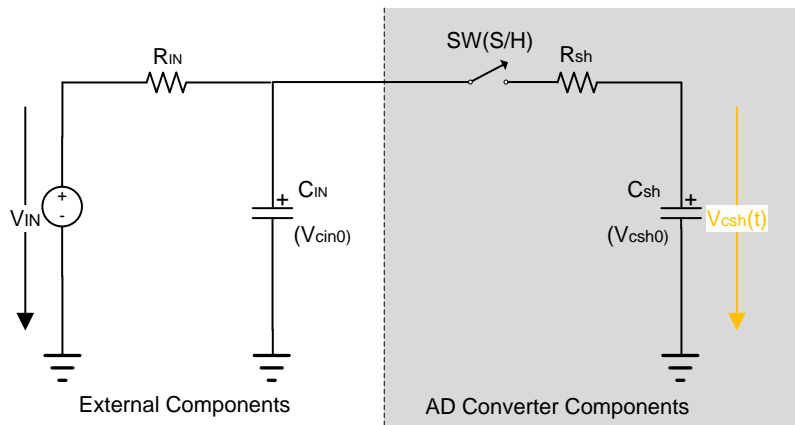 SW(S/H)
RIN
Rsh
+
-
VIN
+
CIN
(Vcin0)
+
Csh
(Vcsh0)
Vcsh(t)
External Components
AD Converter Components